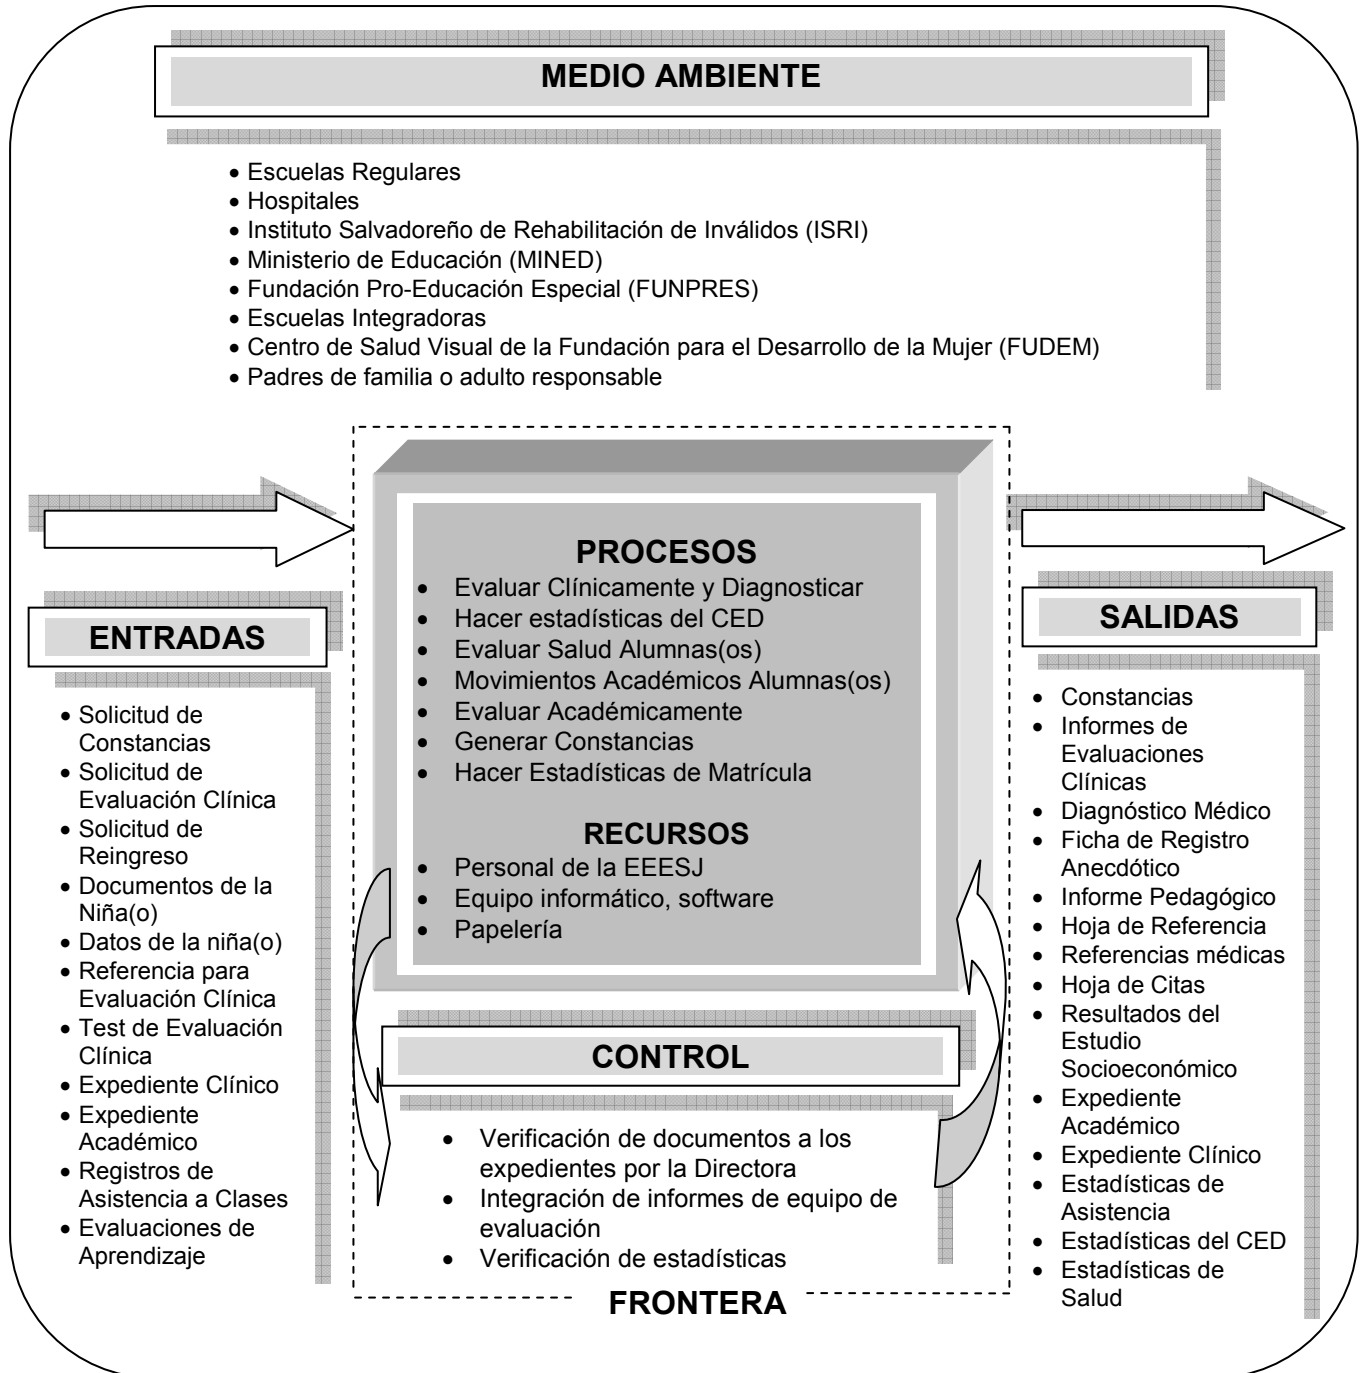 MEDIO AMBIENTE
• Escuelas Regulares
• Hospitales
• Instituto Salvadoreño de Rehabilitación de Inválidos (ISRI)
• Ministerio de Educación (MINED)
• Fundación Pro-Educación Especial (FUNPRES)
• Escuelas Integradoras
• Centro de Salud Visual de la Fundación para el Desarrollo de la Mujer (FUDEM)
• Padres de familia o adulto responsable
ENTRADAS
• Solicitud de
Constancias
• Solicitud de
Evaluación Clínica
• Solicitud de
Reingreso
• Documentos de la
Niña(o)
• Datos de la niña(o)
• Referencia para
Evaluación Clínica
• Test de Evaluación
Clínica
• Expediente Clínico
• Expediente
Académico
• Registros de
Asistencia a Clases
• Evaluaciones de
Aprendizaje
PROCESOS
• Evaluar Clínicamente y Diagnosticar
• Hacer estadísticas del CED
• Evaluar Salud Alumnas(os)
• Movimientos Académicos Alumnas(os)
• Evaluar Académicamente
• Generar Constancias
• Hacer Estadísticas de Matrícula
RECURSOS
• Personal de la EEESJ
• Equipo informático, software
• Papelería
CONTROL
• Verificación de documentos a los
expedientes por la Directora
• Integración de informes de equipo de
evaluación
• Verificación de estadísticas
FRONTERA
SALIDAS
• Constancias
• Informes de
Evaluaciones
Clínicas
• Diagnóstico Médico
• Ficha de Registro
Anecdótico
• Informe Pedagógico
• Hoja de Referencia
• Referencias médicas
• Hoja de Citas
• Resultados del
Estudio
Socioeconómico
• Expediente
Académico
• Expediente Clínico
• Estadísticas de
Asistencia
• Estadísticas del CED
• Estadísticas de
Salud